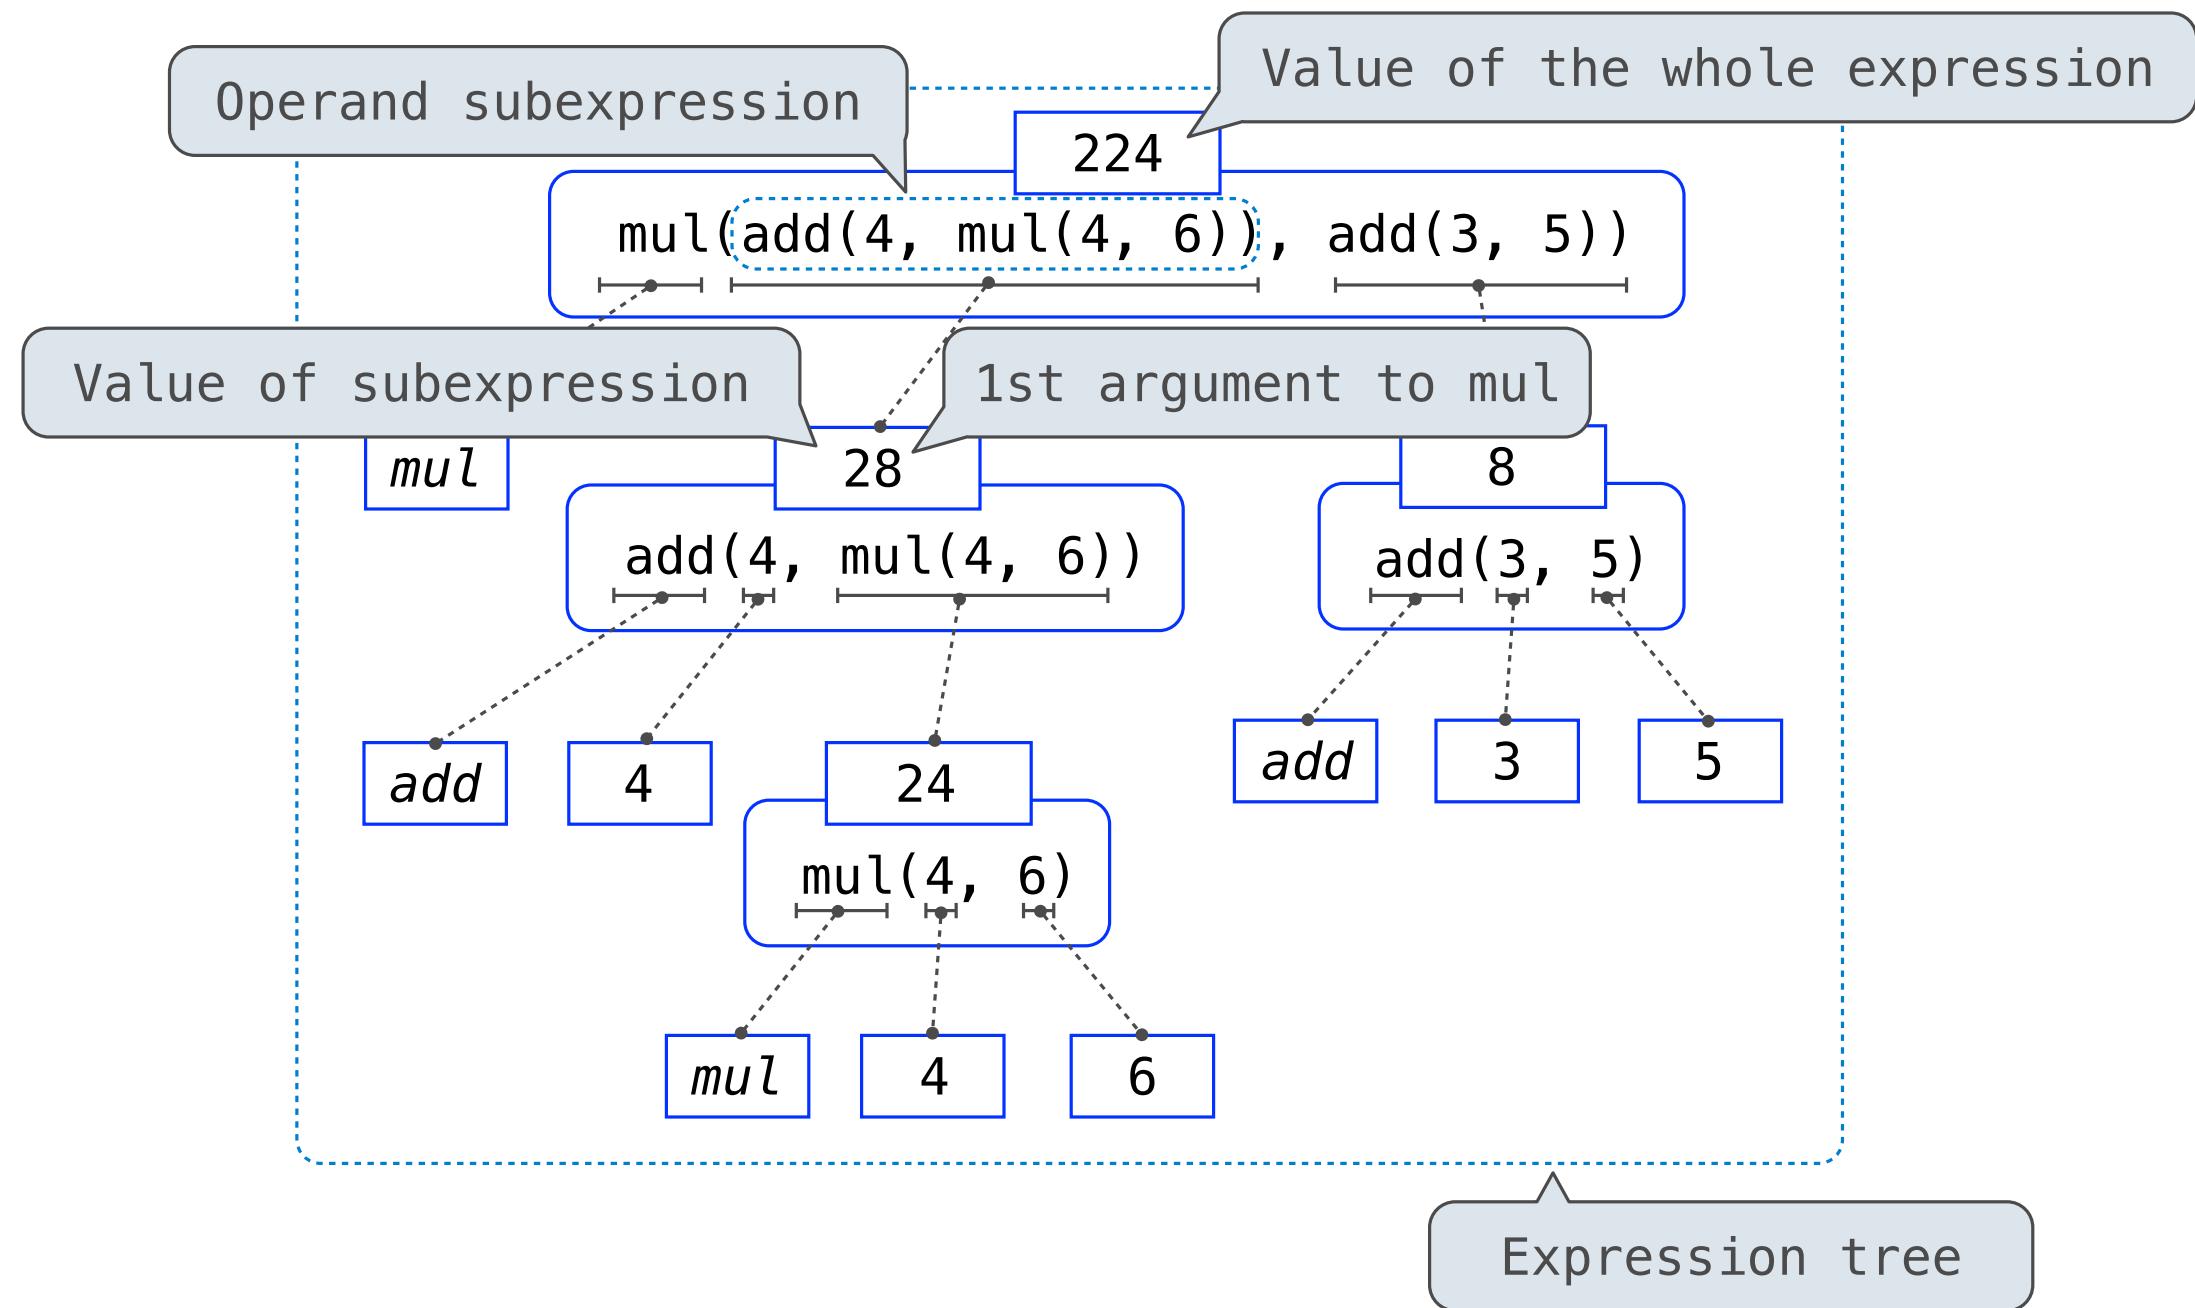 Value of the whole expression
Operand subexpression
224
mul(add(4, mul(4, 6)), add(3, 5))
Value of subexpression
1st argument to mul
mul
28
8
add(4, mul(4, 6))
add(3, 5)
add
4
24
add
3
5
mul(4, 6)
mul
4
6
Expression tree